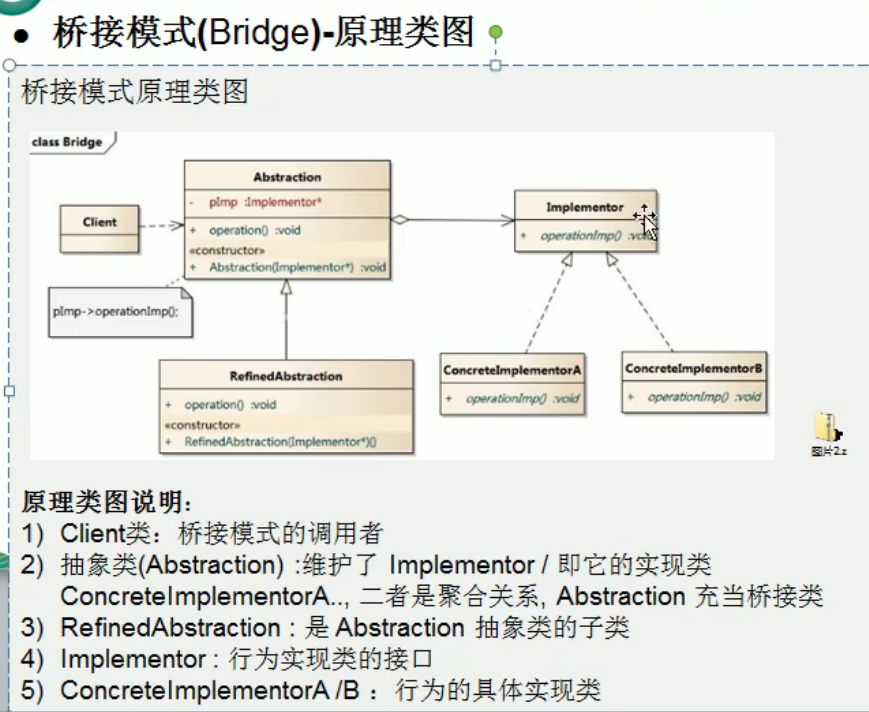 ● 桥接模式(Bridge)-原理类图
桥接模式原理类图
class Bridge
Abstraction
- pImp :Implementor*
+ operation() :void
«constructor»
+ Abstraction(Implementor*) :void
Client
pImp->operationImp();
Implementor
+ operationImp() :void
RefinedAbstraction
+ operation() :void
«constructor»
+ RefinedAbstraction(Implementor*)()
ConcreteImplementorA
+ operationImp() :void
ConcreteImplementorB
+ operationImp() :void
图片2.z
原理类图说明:
1) Client类：桥接模式的调用者
2) 抽象类(Abstraction) :维护了 Implementor / 即它的实现类
ConcreteImplementorA.., 二者是聚合关系, Abstraction 充当桥接类
3) RefinedAbstraction : 是 Abstraction 抽象类的子类
4) Implementor : 行为实现类的接口
5) ConcreteImplementorA /B ：行为的具体实现类